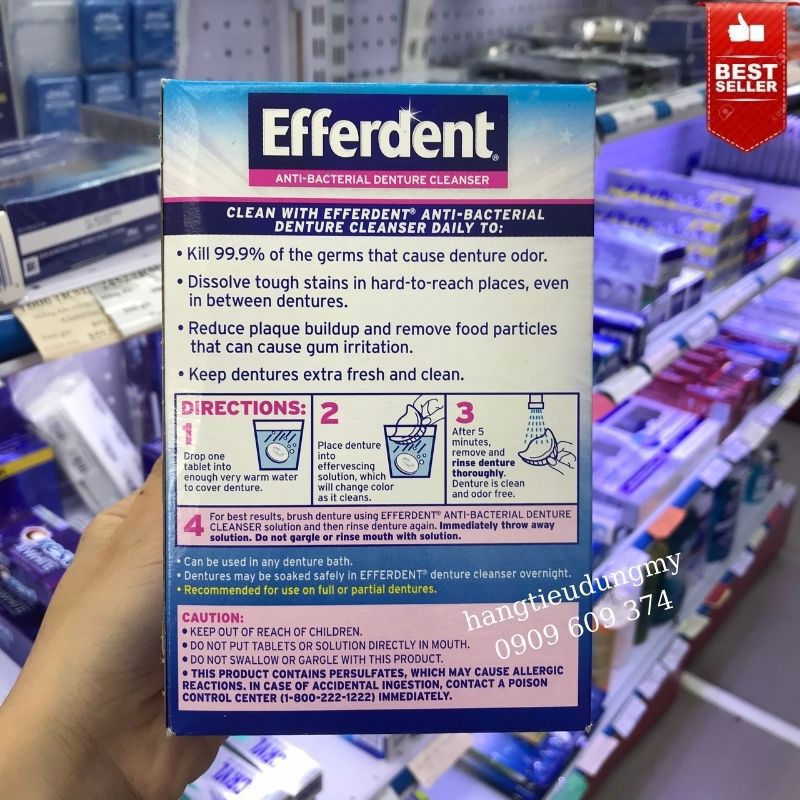 BEST
SELLER
Efferdent®
ANTI-BACTERIAL DENTURE CLEANSER
CLEAN WITH EFFERDENT® ANTI-BACTERIAL
DENTURE CLEANSER DAILY TO:
• Kill 99.9% of the germs that cause denture odor.
• Dissolve tough stains in hard-to-reach places, even
in between dentures.
• Reduce plaque buildup and remove food particles
that can cause gum irritation.
• Keep dentures extra fresh and clean.
DIRECTIONS:
1
Drop one
tablet into
enough very warm water
to cover denture.
2
Place denture
into
effervescing
solution, which
will change color
as it cleans.
3
After 5
minutes,
remove and
rinse denture
thoroughly.
Denture is clean
and odor free.
4
For best results, brush denture using EFFERDENT® ANTI-BACTERIAL DENTURE
CLEANSER solution and then rinse denture again. Immediately throw away
solution. Do not gargle or rinse mouth with solution.
• Can be used in any denture bath.
• Dentures may be soaked safely in EFFERDENT® denture cleanser overnight.
• Recommended for use on full or partial dentures.
hangtieudungmy
0909 609 374
CAUTION:
• KEEP OUT OF REACH OF CHILDREN.
• DO NOT PUT TABLETS OR SOLUTION DIRECTLY IN MOUTH.
• DO NOT SWALLOW OR GARGLE WITH THIS PRODUCT.
• THIS PRODUCT CONTAINS PERSULFATES, WHICH MAY CAUSE ALLERGIC
REACTIONS. IN CASE OF ACCIDENTAL INGESTION, CONTACT A POISON
CONTROL CENTER (1-800-222-1222) IMMEDIATELY.